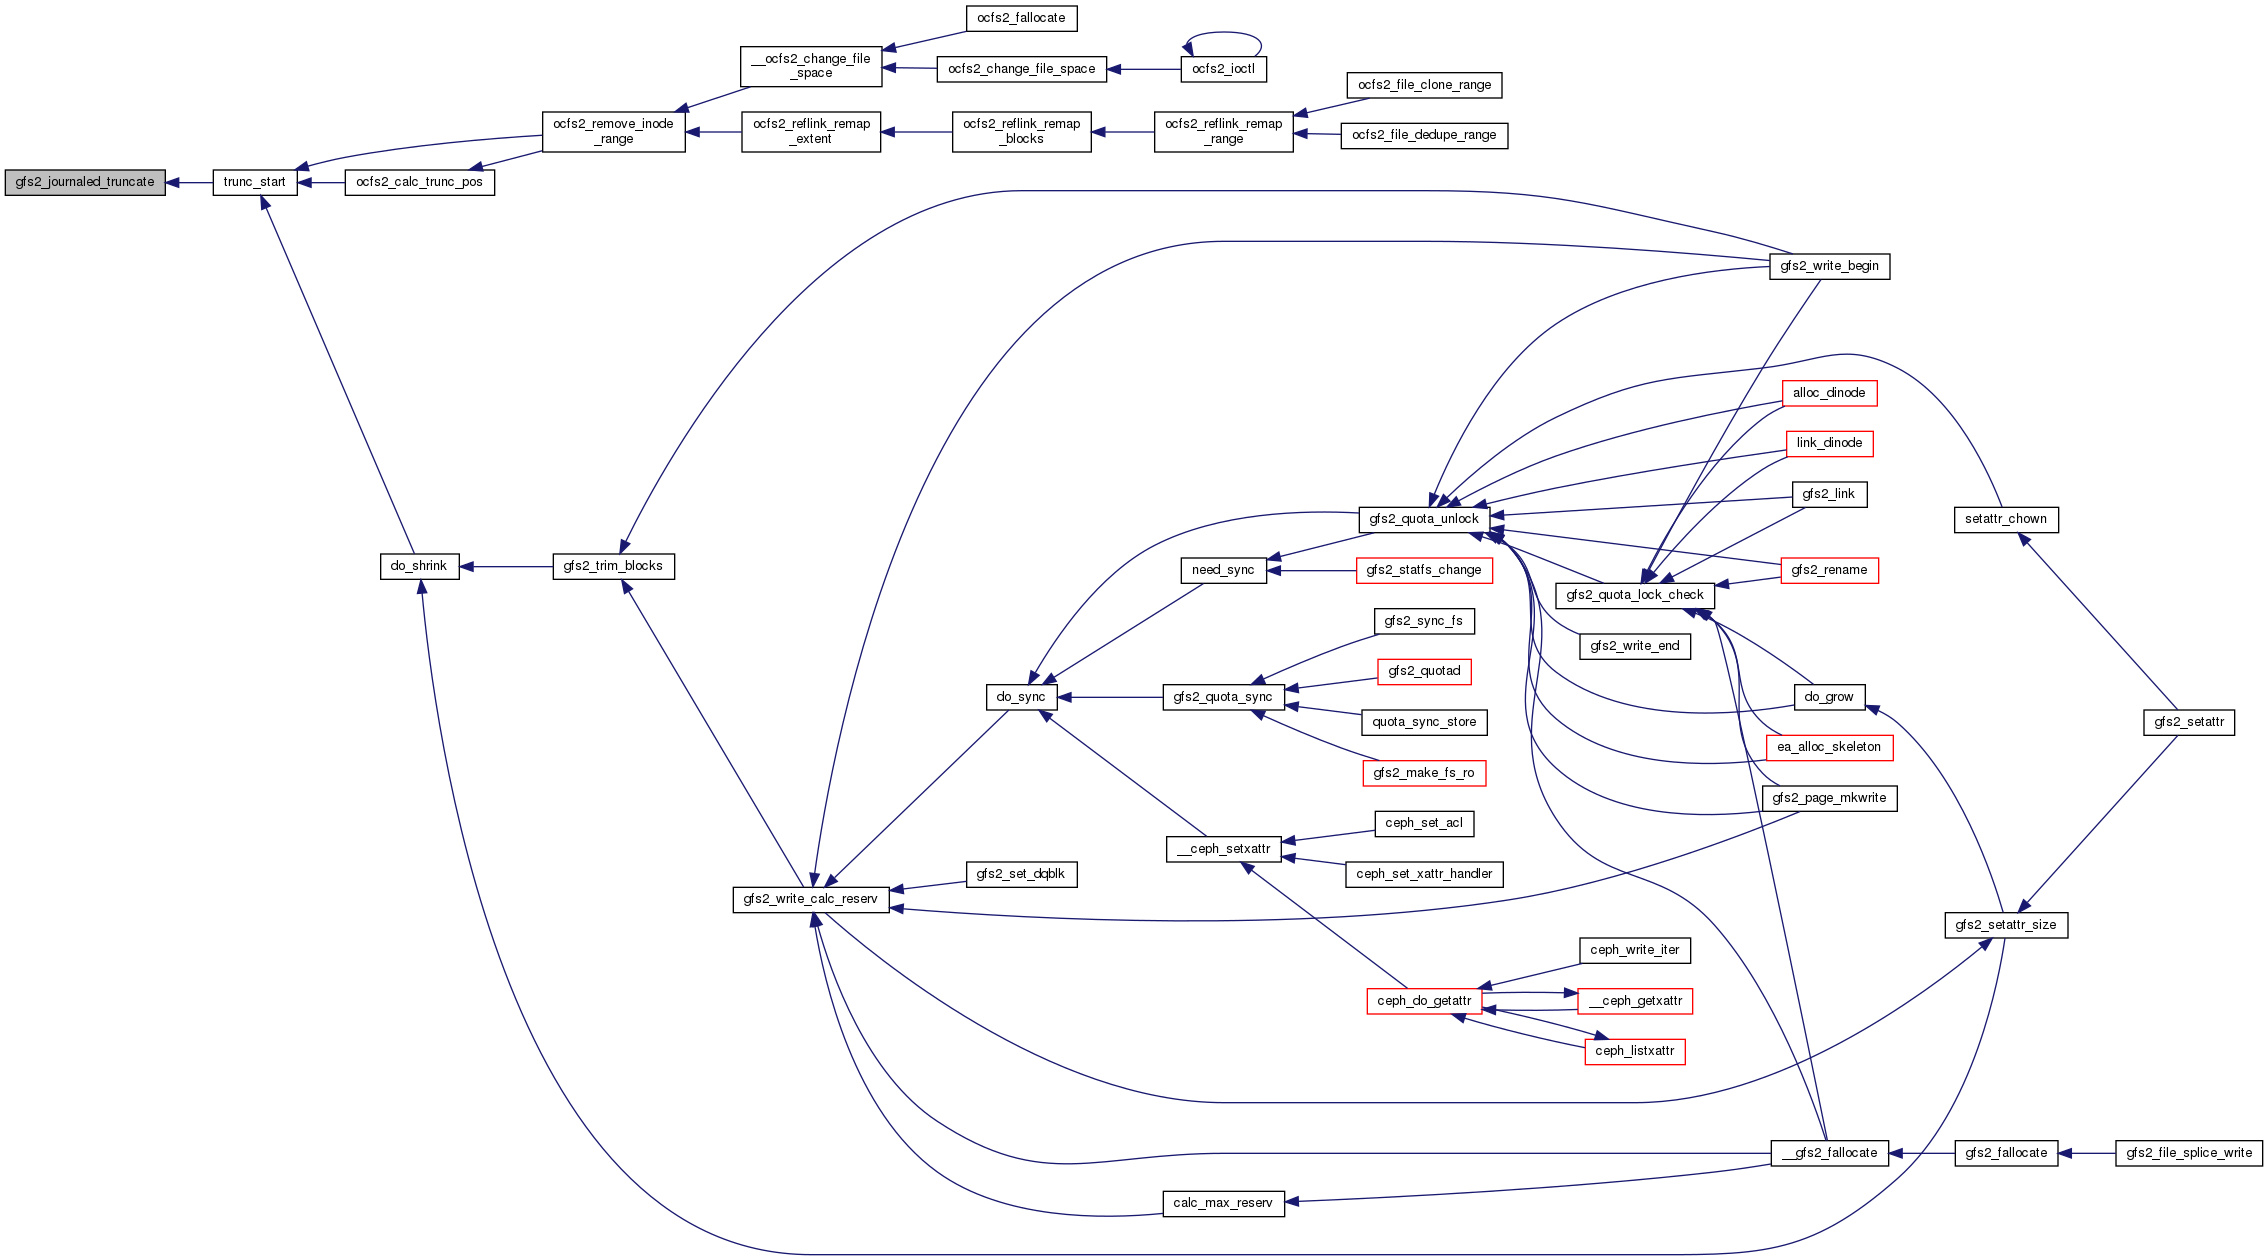 ocfs2_fallocate
__ocfs2_change_file
_space
ocfs2_change_file_space
ocfs2_ioctl
ocfs2_file_clone_range
ocfs2_remove_inode
_range
ocfs2_reflink_remap
_extent
ocfs2_reflink_remap
_blocks
ocfs2_reflink_remap
_range
ocfs2_file_dedupe_range
gfs2_journaled_truncate
trunc_start
ocfs2_calc_trunc_pos
gfs2_write_begin
alloc_dinode
link_dinode
gfs2_link
gfs2_quota_unlock
setattr_chown
do_shrink
gfs2_trim_blocks
need_sync
gfs2_statfs_change
gfs2_rename
gfs2_quota_lock_check
gfs2_sync_fs
gfs2_write_end
gfs2_quotad
do_sync
gfs2_quota_sync
do_grow
quota_sync_store
gfs2_setattr
ea_alloc_skeleton
gfs2_make_fs_ro
gfs2_page_mkwrite
ceph_set_acl
__ceph_setxattr
gfs2_set_dqblk
ceph_set_xattr_handler
gfs2_write_calc_reserv
gfs2_setattr_size
ceph_write_iter
ceph_do_getattr
__ceph_getxattr
ceph_listxattr
__gfs2_fallocate
gfs2_fallocate
gfs2_file_splice_write
calc_max_reserv